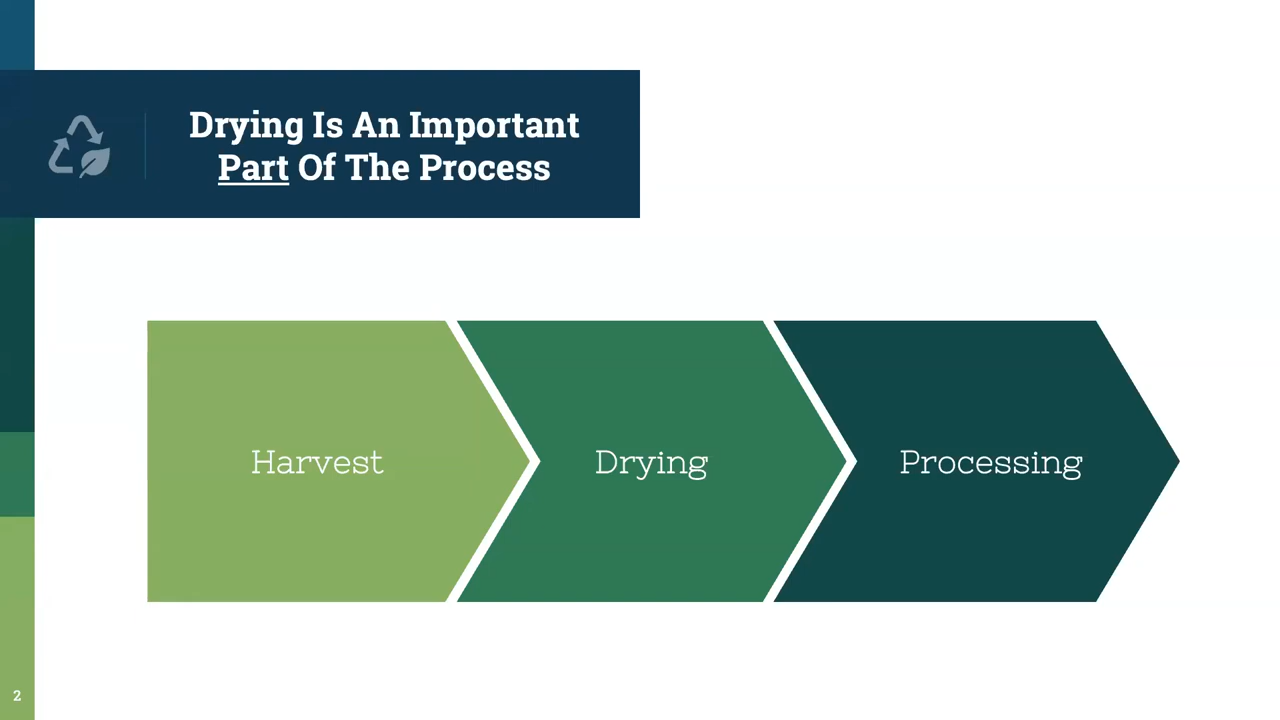 Drying Is An Important
Part Of The Process
Harvest
Drying
Processing
2